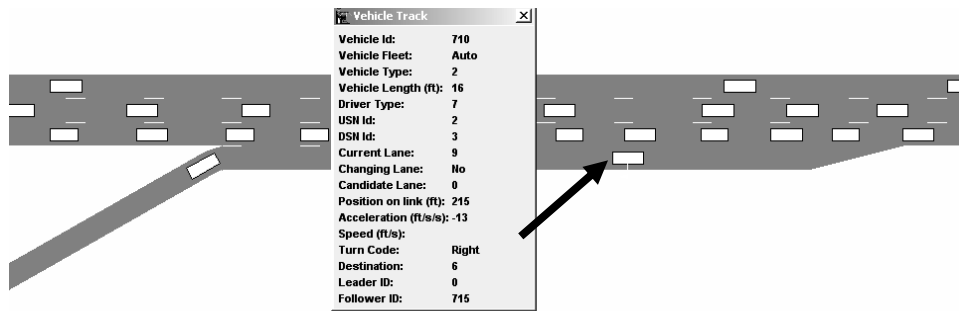 Vehicle Track
Vehicle Id: 710
Vehicle Fleet: Auto
Vehicle Type: 2
Vehicle Length (ft): 16
Driver Type: 7
USN Id: 2
DSN Id: 3
Current Lane: 9
Changing Lane: No
Candidate Lane: 0
Position on link (ft): 215
Acceleration (ft/s/s): -13
Speed (ft/s):
Turn Code: Right
Destination: 6
Leader ID: 0
Follower ID: 715